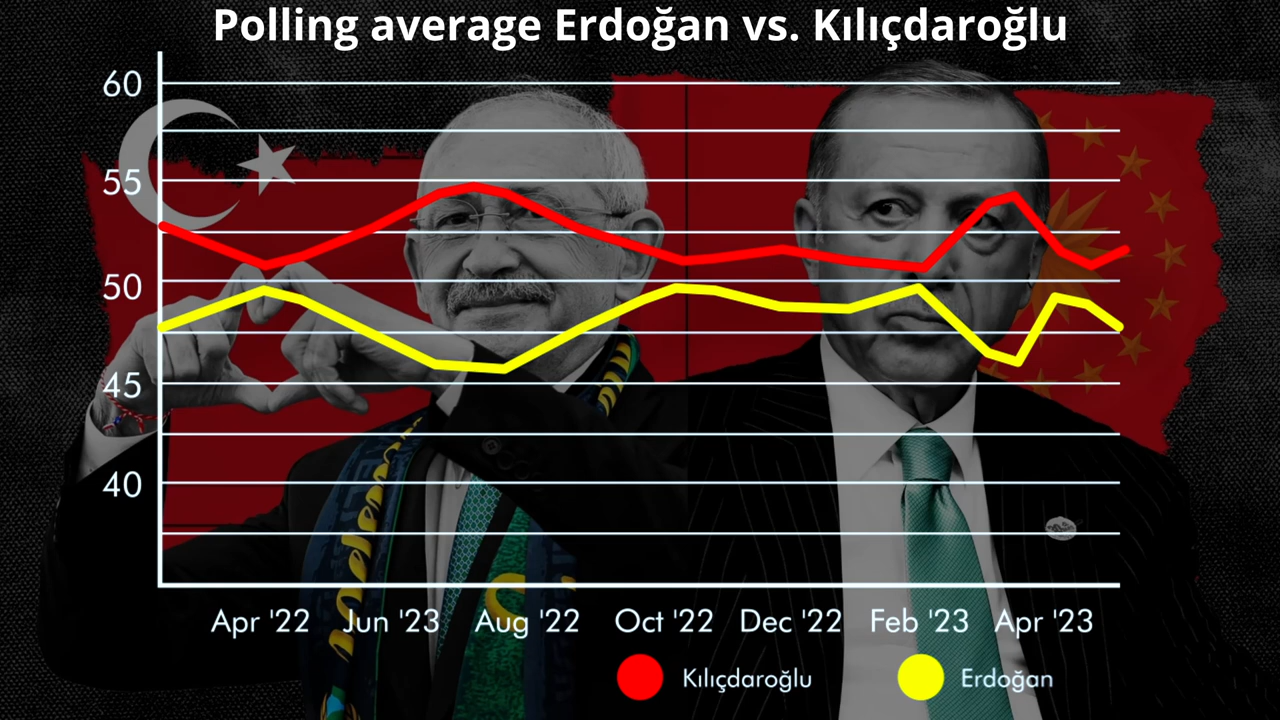 Polling average Erdoğan vs. Kılıçdaroğlu
60
55
50
45
40
Apr '22 Jun '23 Aug '22 Oct '22 Dec '22 Feb '23 Apr '23
Kılıçdaroğlu Erdoğan